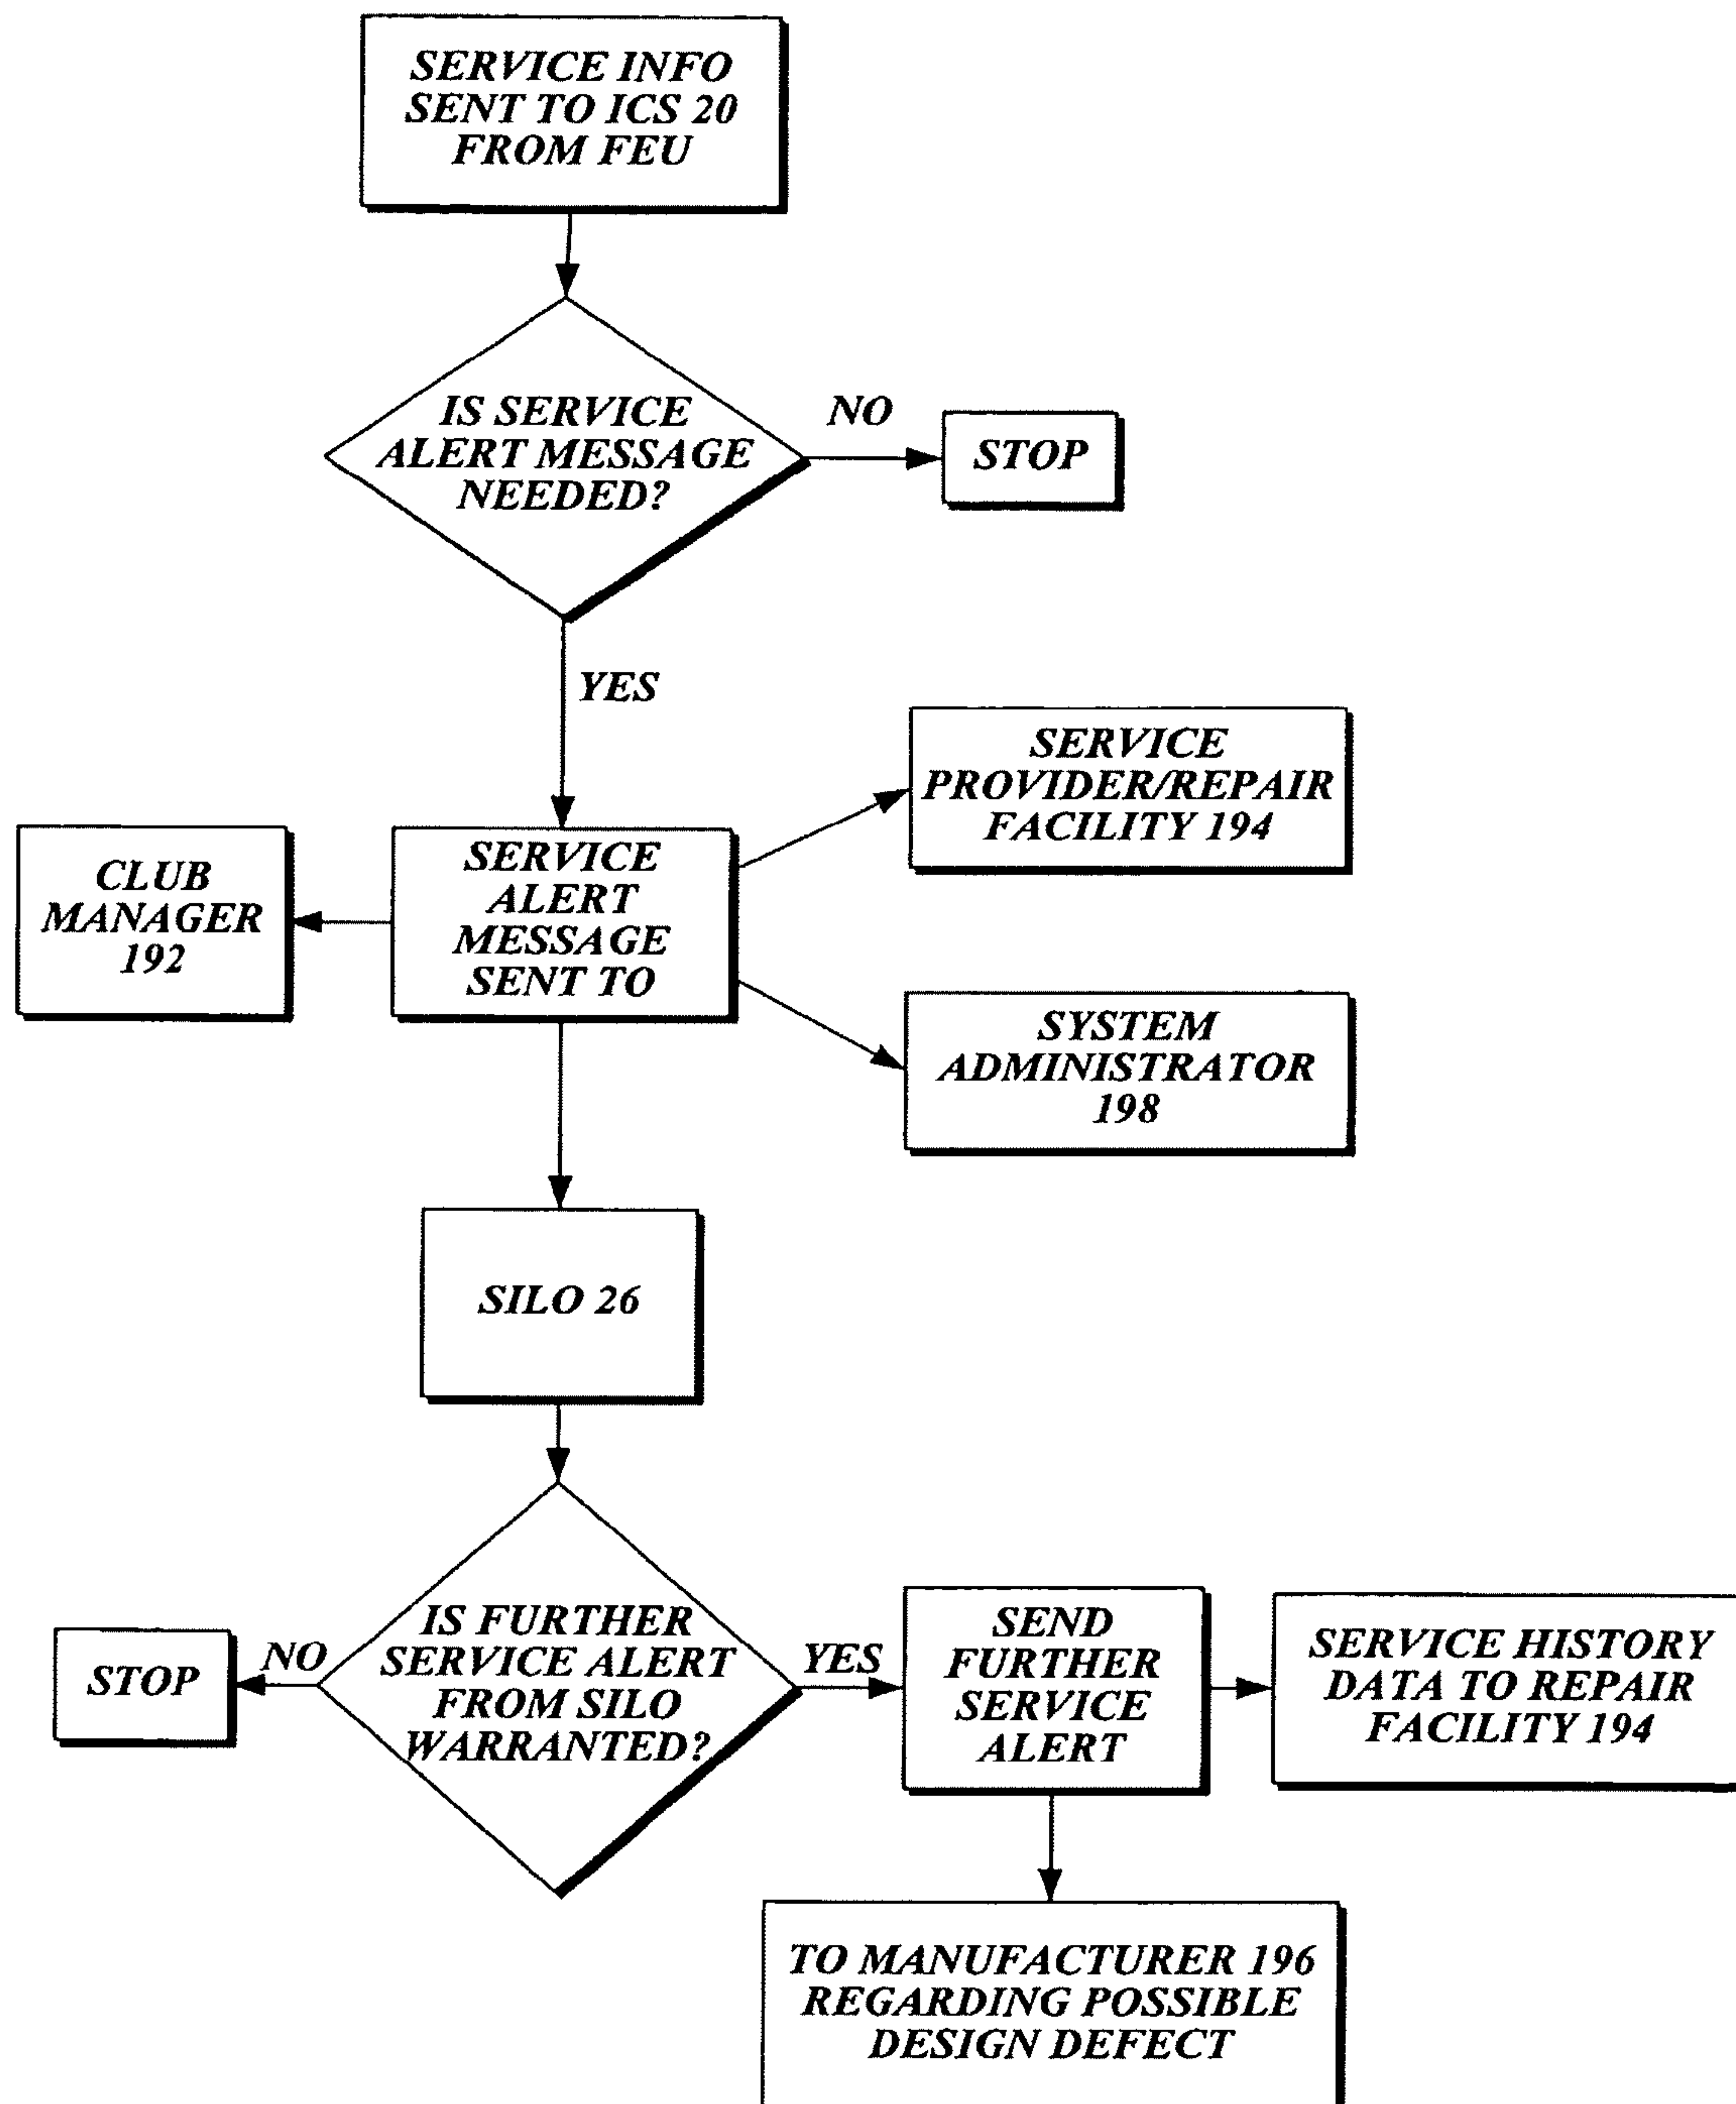 SERVICE INFO
SENT TO ICS 20
FROM FEU
IS SERVICE
ALERT MESSAGE
NEEDED?
NO
STOP
YES
SERVICE
PROVIDER/REPAIR
FACILITY 194
CLUB
MANAGER
192
SERVICE
ALERT
MESSAGE
SENT TO
SYSTEM
ADMINISTRATOR
198
SILO 26
IS FURTHER
SERVICE ALERT
FROM SILO
WARRANTED?
NO
STOP
YES
SEND
FURTHER
SERVICE
ALERT
SERVICE HISTORY
DATA TO REPAIR
FACILITY 194
TO MANUFACTURER 196
REGARDING POSSIBLE
DESIGN DEFECT